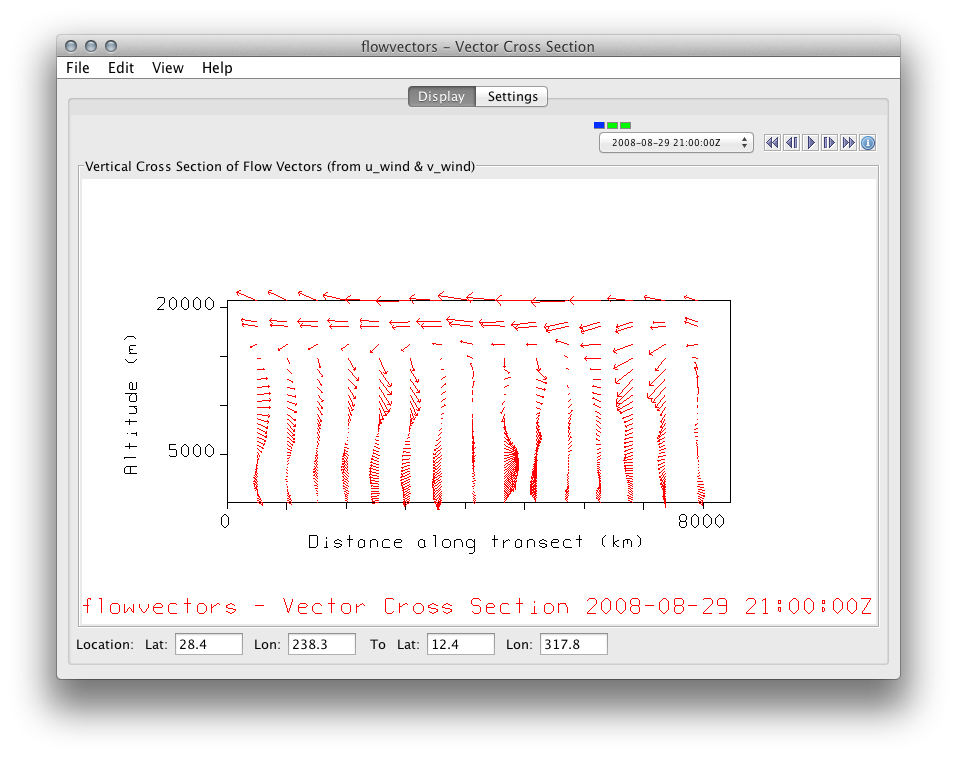 flowvectors – Vector Cross Section
File Edit View Help
Display Settings
2008-08-29 21:00:00Z
Vertical Cross Section of Flow Vectors (from u_wind & v_wind)
20000
Altitude (m)
5000
0 8000
Distance along transect (km)
flowvectors - Vector Cross Section 2008-08-29 21:00:00Z
Location: Lat: 28.4 Lon: 238.3 To Lat: 12.4 Lon: 317.8